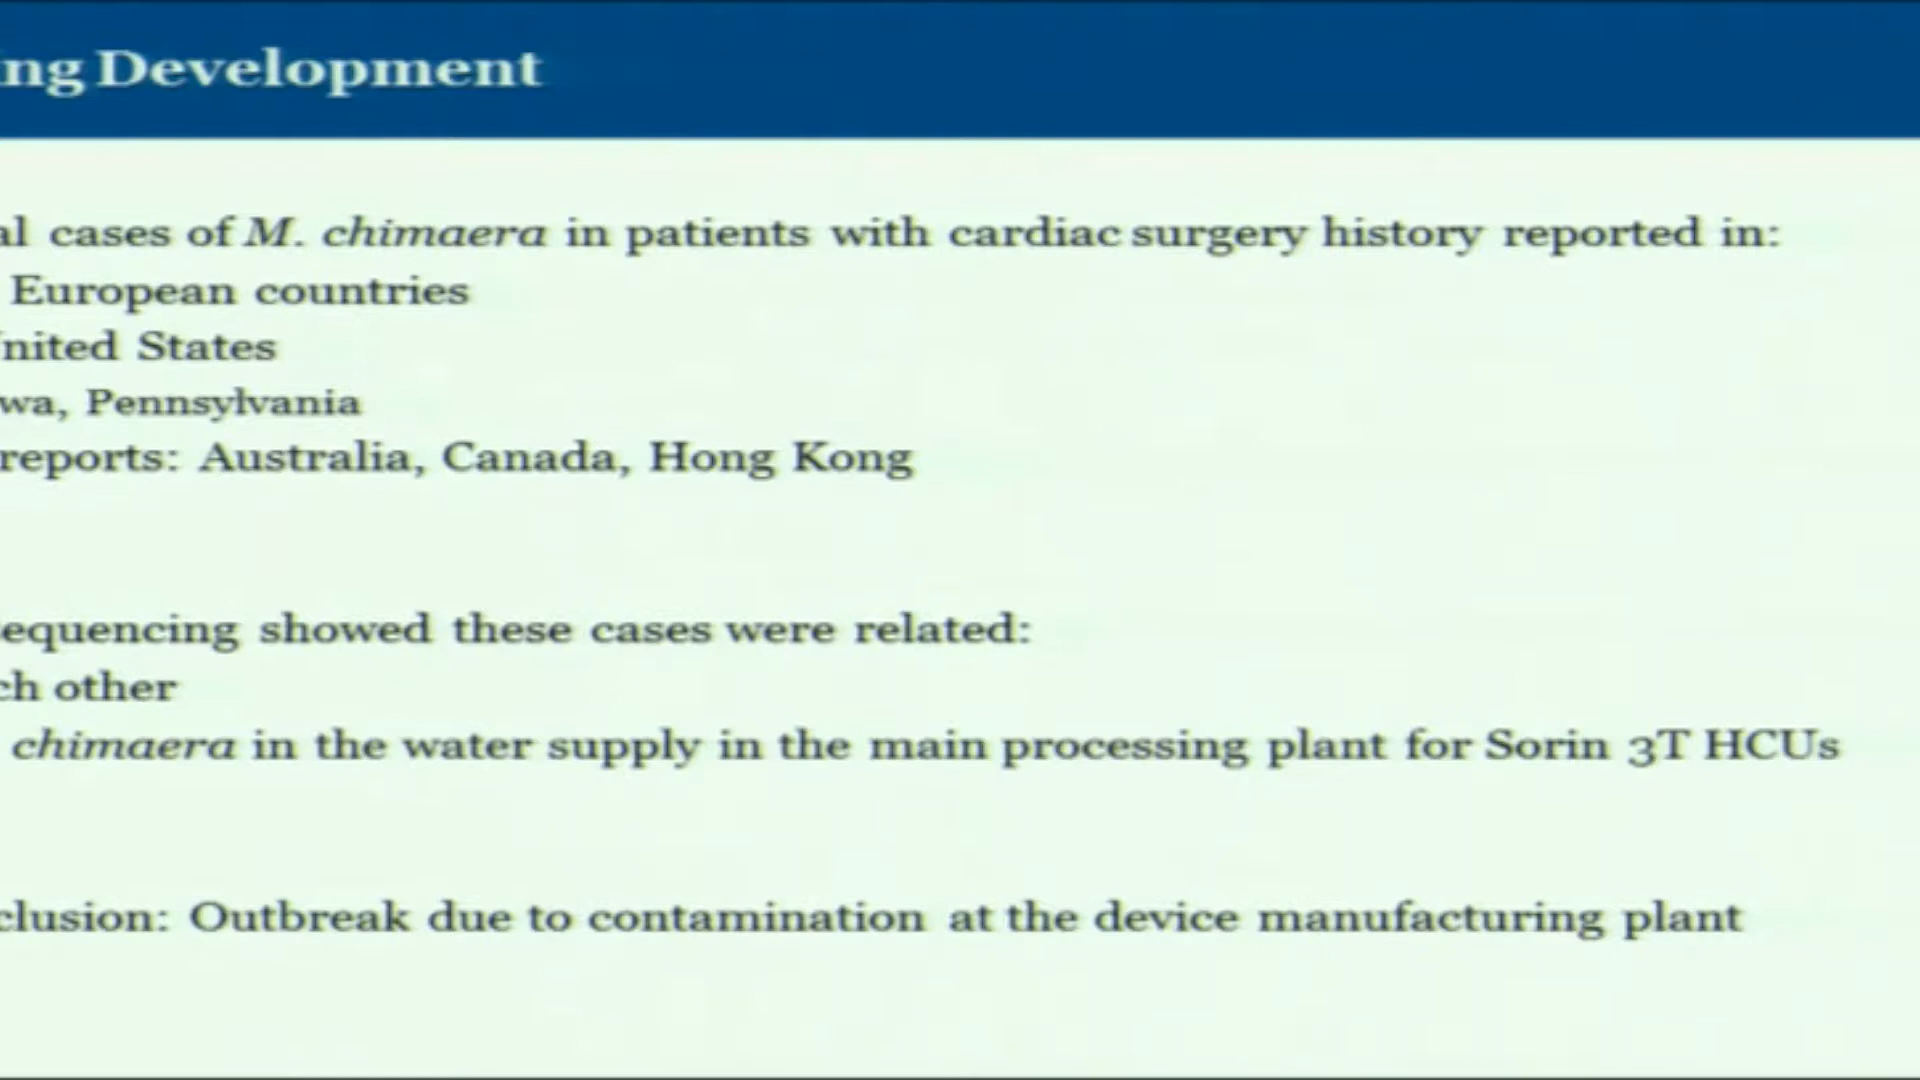 ing Development
al cases of M. chimaera in patients with cardiac surgery history reported in:
European countries
nited States
wa, Pennsylvania
reports: Australia, Canada, Hong Kong
equencing showed these cases were related:
ch other
chimaera in the water supply in the main processing plant for Sorin 3T HCUs
clusion: Outbreak due to contamination at the device manufacturing plant